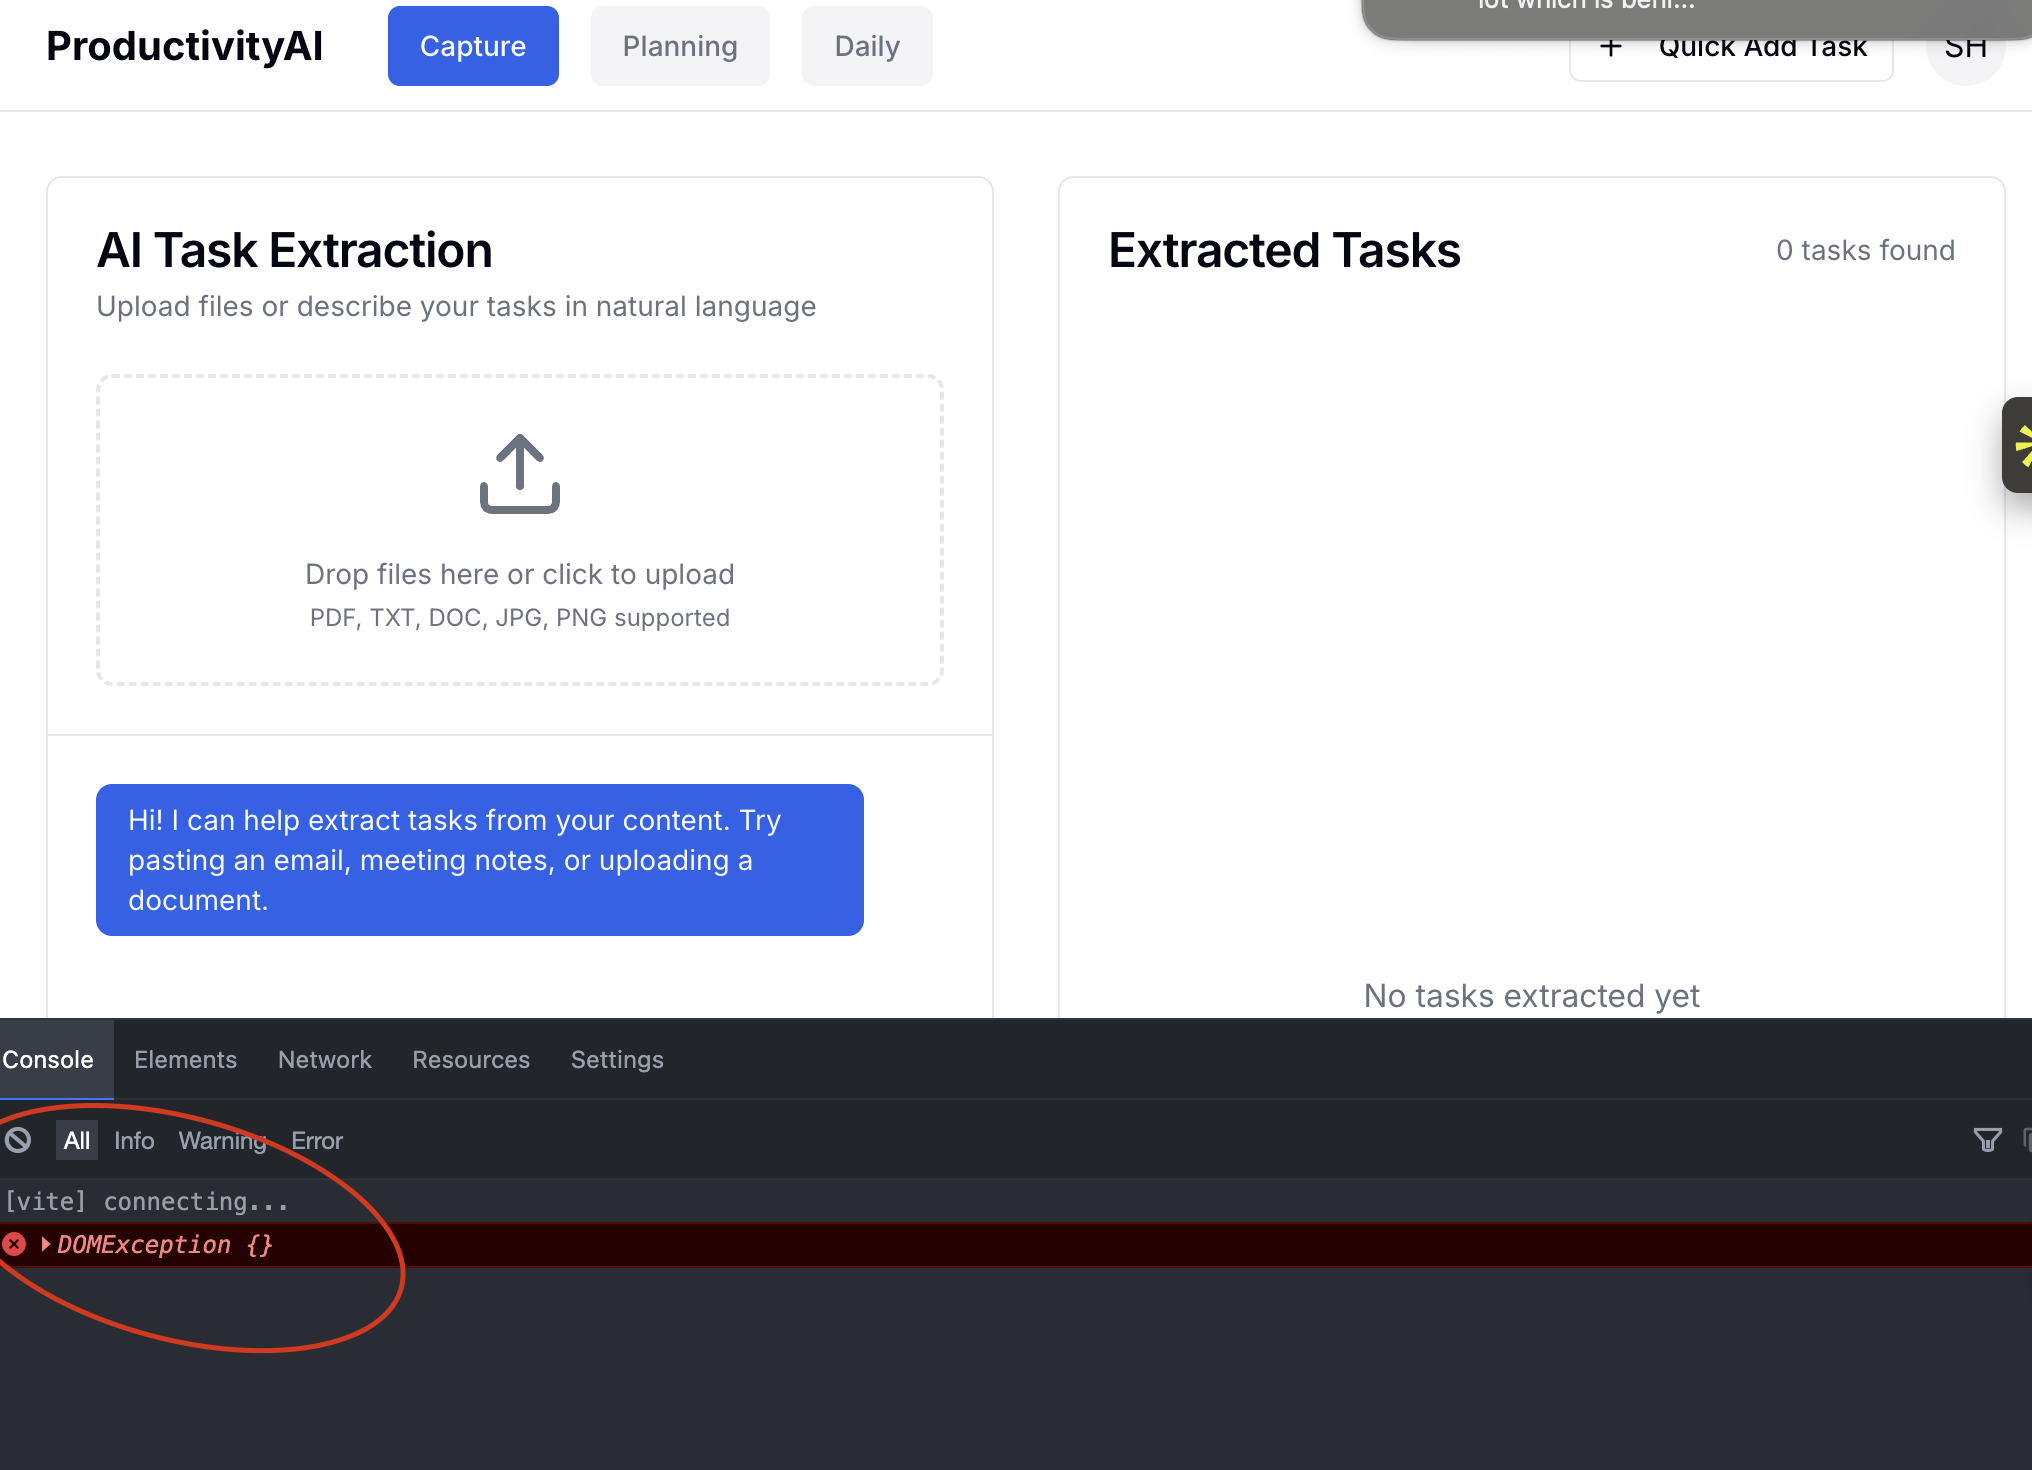 ProductivityAI
Capture
Planning
Daily
lot which is behi...
+ Quick Add Task
SH
AI Task Extraction
Upload files or describe your tasks in natural language
Drop files here or click to upload
PDF, TXT, DOC, JPG, PNG supported
Hi! I can help extract tasks from your content. Try
pasting an email, meeting notes, or uploading a
document.
Extracted Tasks
0 tasks found
No tasks extracted yet
Console
Elements
Network
Resources
Settings
All
Info
Warning
Error
[vite] connecting...
DOMException {}